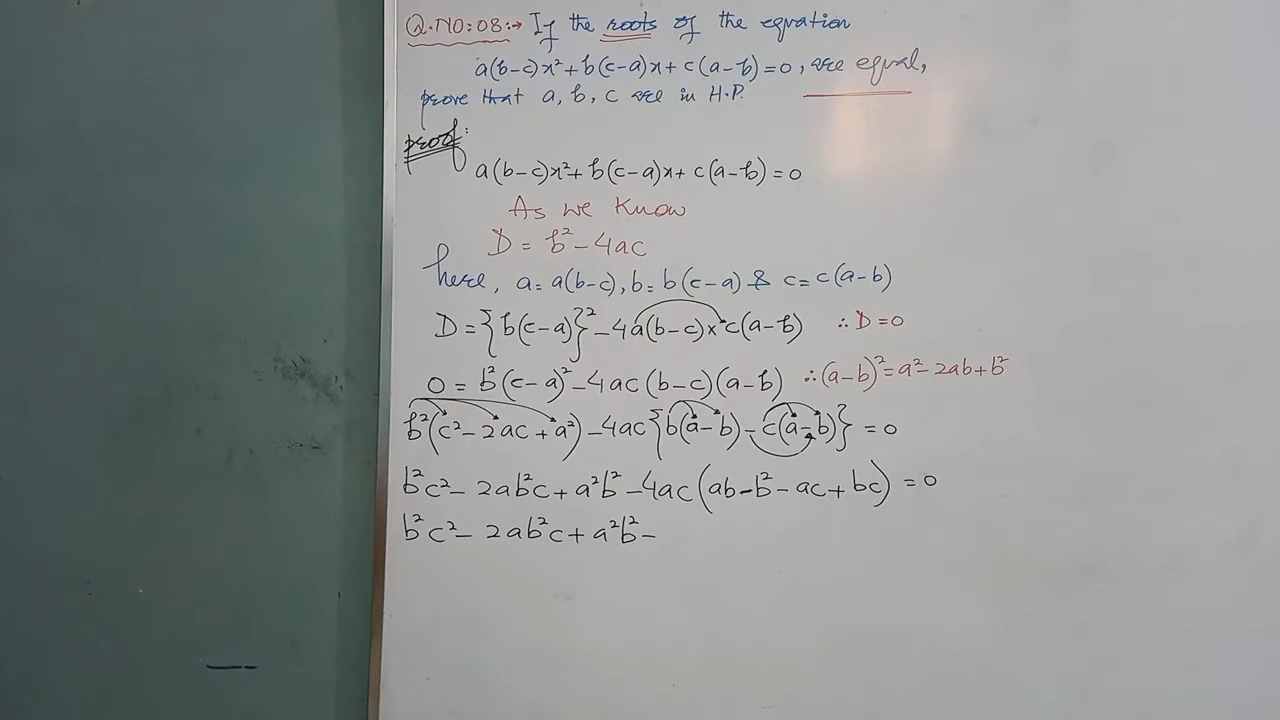 Q.NO:08:→ If the roots of the equation
a(b-c)x²+b(c-a)x+c(a-b)=0, are equal,
prove that a, b, c are in H.P.
proof:
a(b-c)x²+b(c-a)x+c(a-b)=0
As we know
D = b²-4ac
here, a=a(b-c), b=b(c-a) & c=c(a-b)
D={b(c-a)}²-4a(b-c)×c(a-b) ∴D=0
0=b²(c-a)²-4ac(b-c)(a-b) ∴(a-b)²=a²-2ab+b²
b²(c²-2ac+a²)-4ac{b(a-b)-c(a-b)}=0
b²c²-2ab²c+a²b²-4ac(ab-b²-ac+bc)=0
b²c²-2ab²c+a²b²-